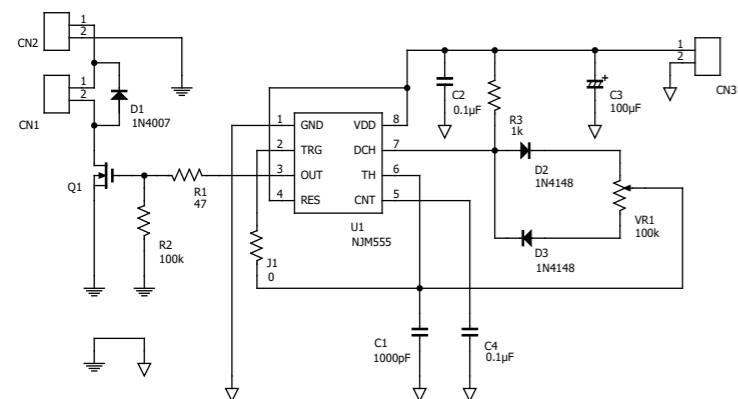 CN2
1
2
CN1
1
2
D1
1N4007
Q1
R1
47
R2
100k
1
2
3
4
GND
TRG
OUT
RES
VDD
DCH
TH
CNT
8
7
6
5
U1
NJM555
J1
0
C2
0.1μF
R3
1k
C3
100μF
+
1
2
CN3
D2
1N4148
D3
1N4148
VR1
100k
C1
1000pF
C4
0.1μF